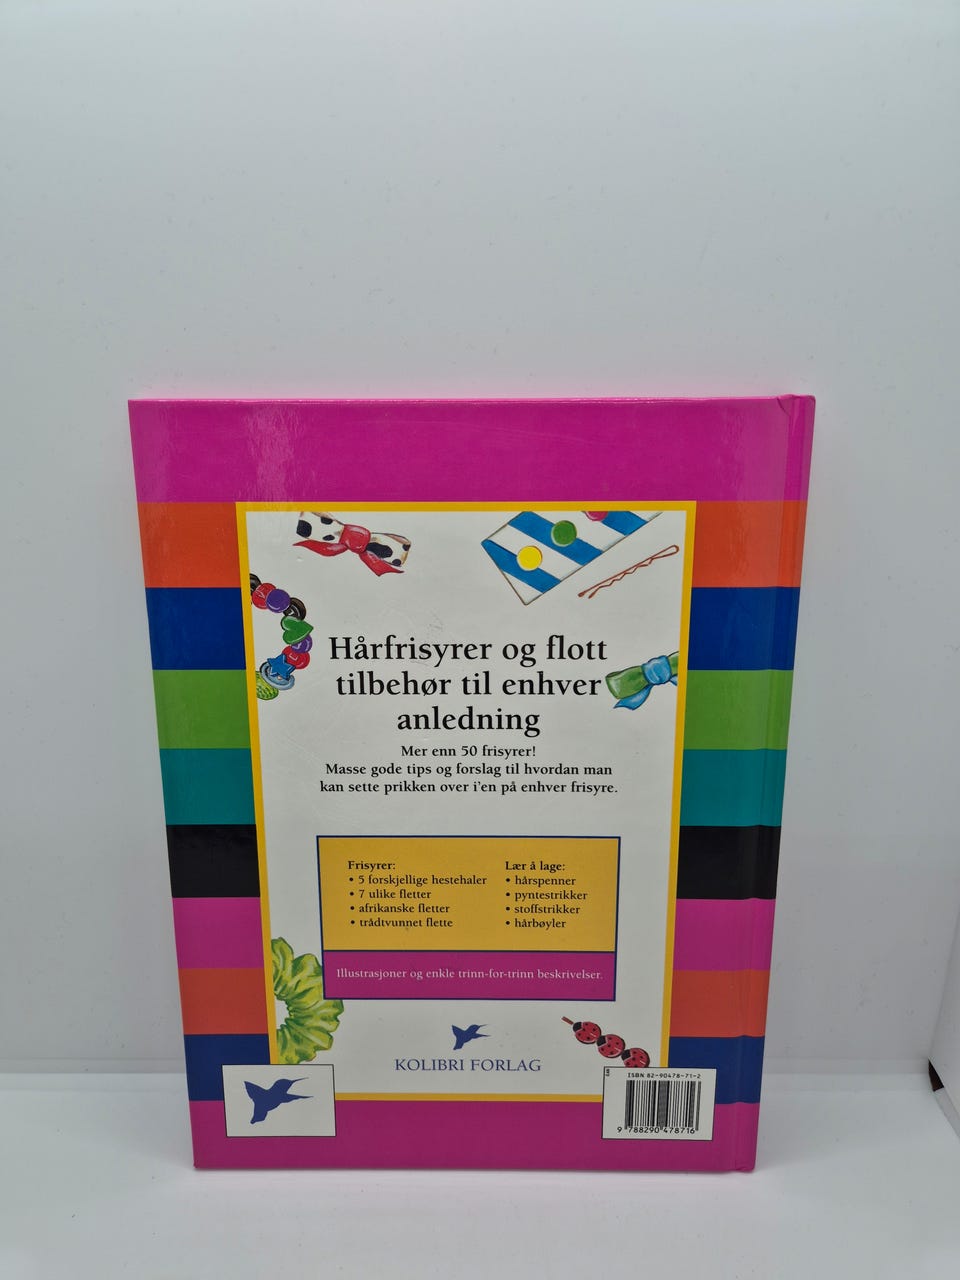 Hårfrisyrer og flott
tilbehør til enhver
anledning
Mer enn 50 frisyrer!
Masse gode tips og forslag til hvordan man
kan sette prikken over i'en på enhver frisyre.
Frisyrer:
• 5 forskjellige hestehaler
• 7 ulike fletter
• afrikanske fletter
• trådtvunnet flette
Lær å lage:
• hårspenner
• pyntestrikker
• stoffstrikker
• hårbøyler
Illustrasjoner og enkle trinn-for-trinn beskrivelser.
KOLIBRI FORLAG
ISBN 82-90478-71-2
9 788290 478716